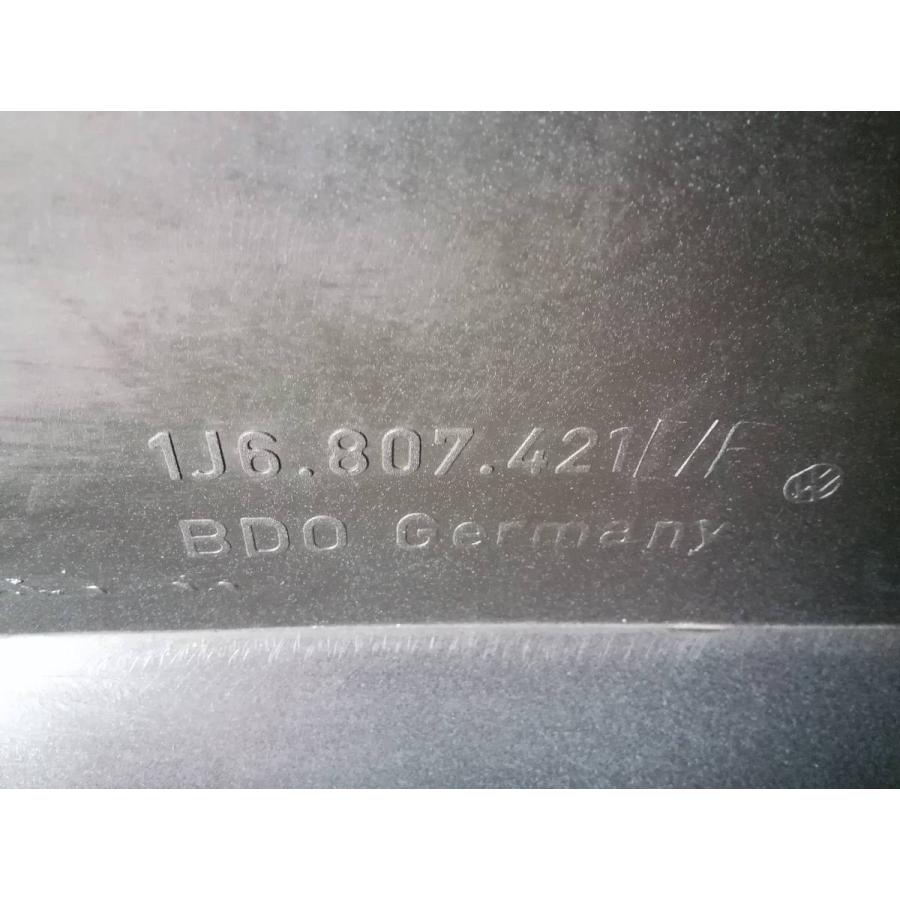 1J6.807.421/E/F
BDO Germany